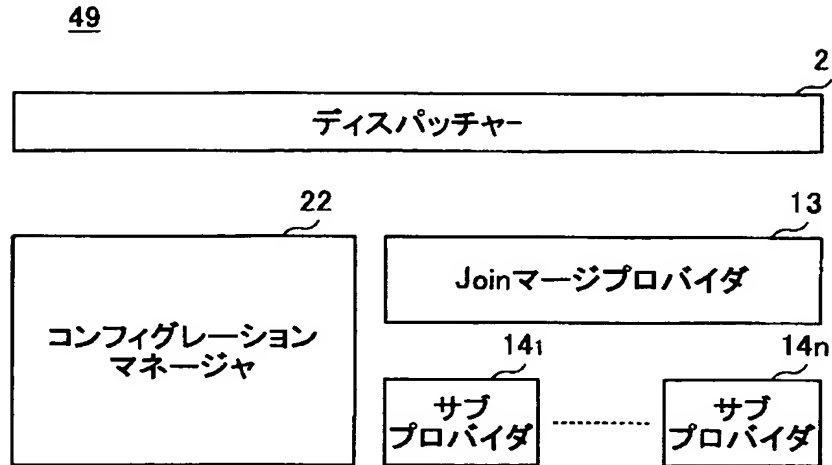 49
2
ディスパッチャー
22
13
コンフィグレーション
マネージャ
Joinマージプロバイダ
141
14n
サブ
プロバイダ
サブ
プロバイダ